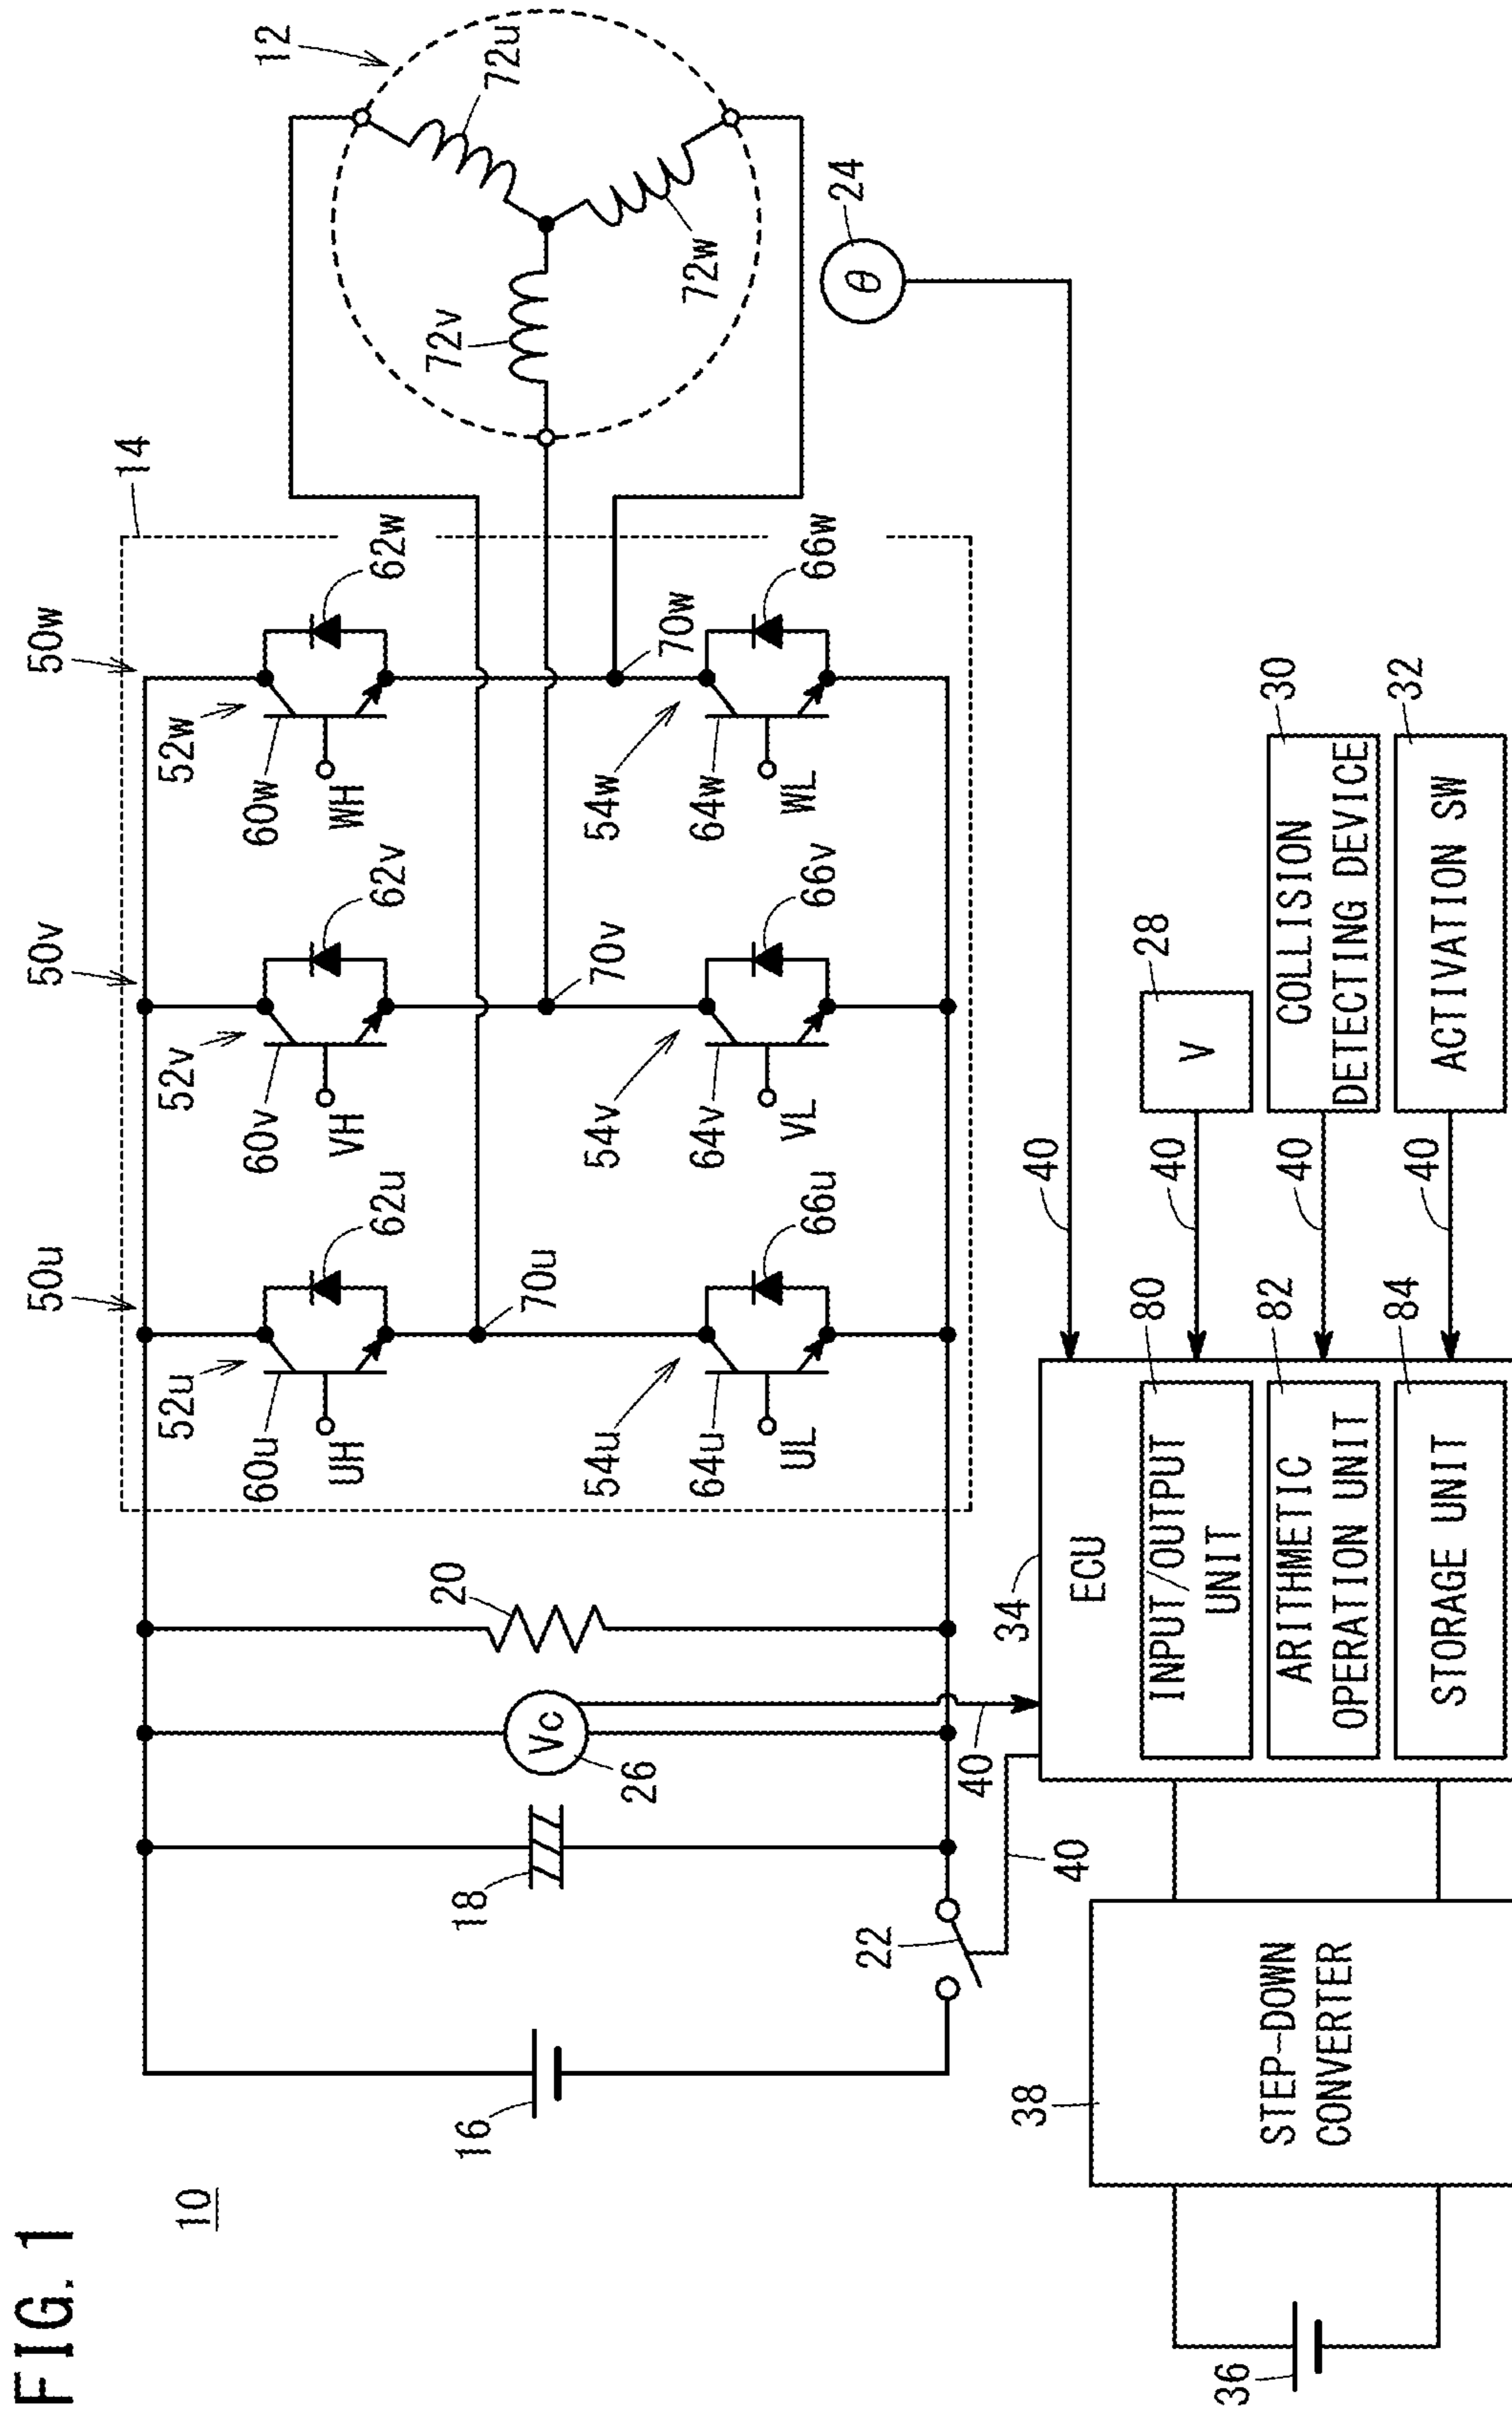 FIG. 1
10
50u
50v
50w
14
12
52u
52v
52w
60u
62u
60v
62v
60w
62w
UH
VH
WH
72u
72v
72w
16
18
26
Vc
20
70u
70v
70w
54u
54v
54w
64u
66u
64v
66v
64w
66w
UL
VL
WL
24
θ
22
40
40
34
40
ECU
38
STEP-DOWN
CONVERTER
36
INPUT/OUTPUT
UNIT
80
40
V
28
ARITHMETIC
OPERATION UNIT
82
40
COLLISION
DETECTING DEVICE
30
STORAGE UNIT
84
40
ACTIVATION SW
32